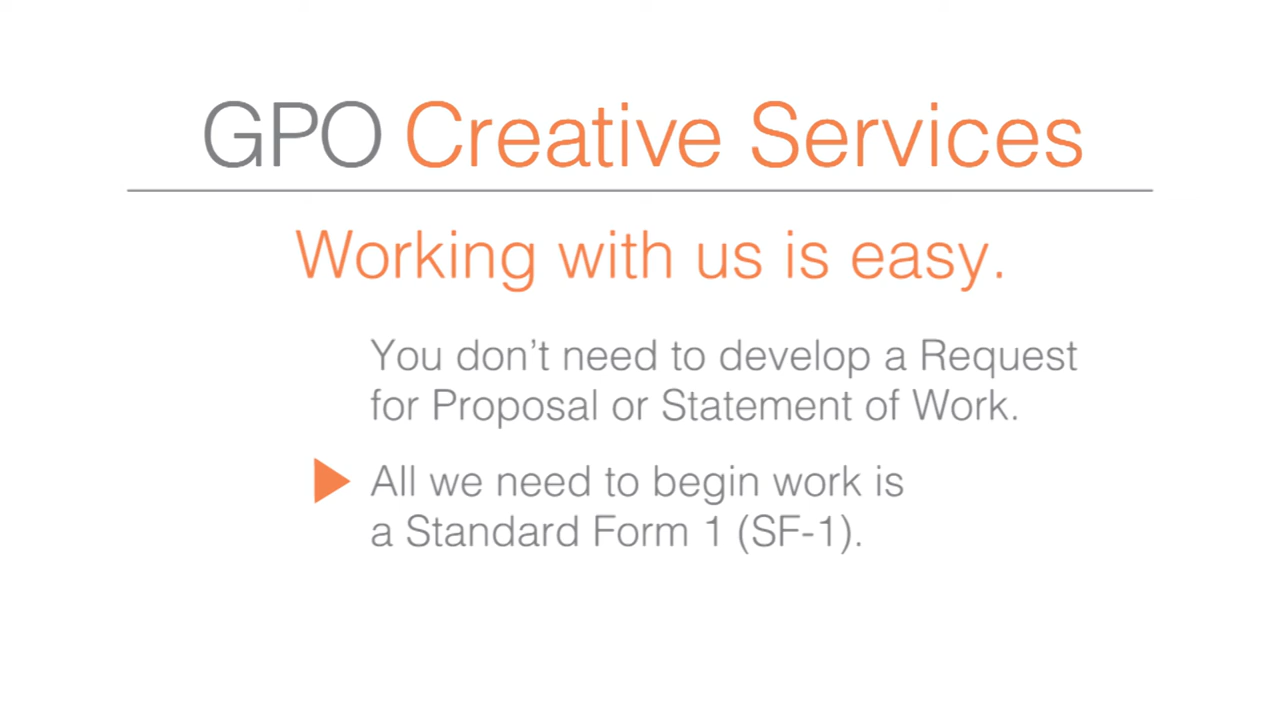 GPO Creative Services
Working with us is easy.
You don’t need to develop a Request
for Proposal or Statement of Work.
All we need to begin work is
a Standard Form 1 (SF-1).